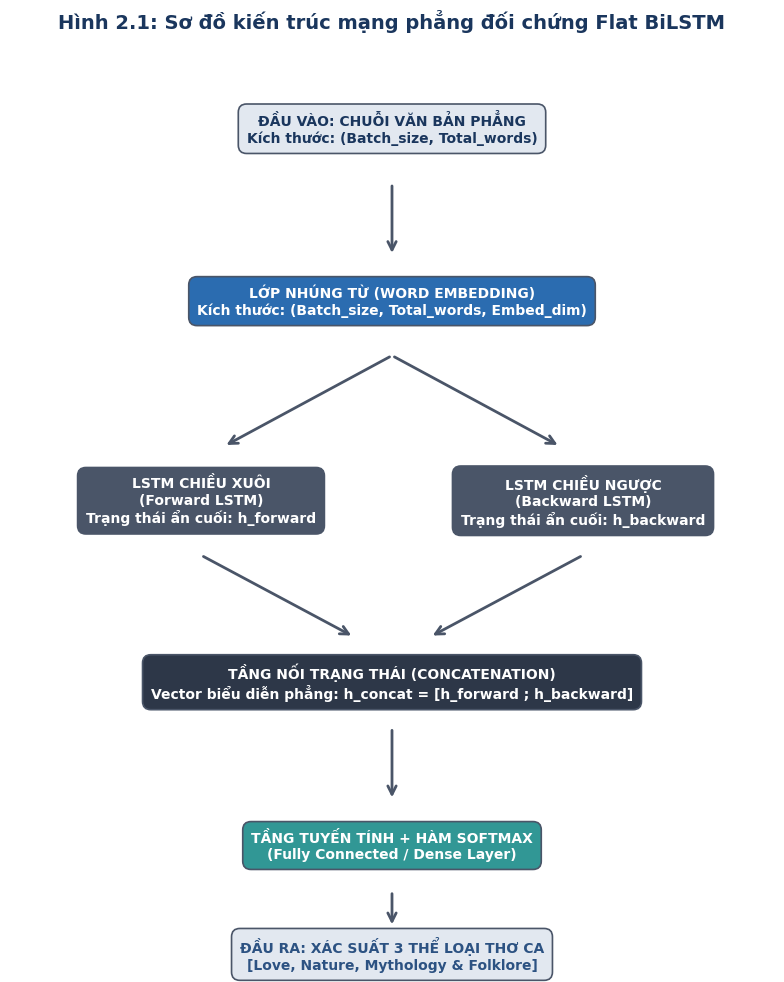 Hình 2.1: Sơ đồ kiến trúc mạng phẳng đối chứng Flat BiLSTM
ĐẦU VÀO: CHUỖI VĂN BẢN PHẲNG
Kích thước: (Batch_size, Total_words)
LỚP NHÚNG TỪ (WORD EMBEDDING)
Kích thước: (Batch_size, Total_words, Embed_dim)
LSTM CHIỀU XUÔI
(Forward LSTM)
Trạng thái ẩn cuối: h_forward
LSTM CHIỀU NGƯỢC
(Backward LSTM)
Trạng thái ẩn cuối: h_backward
TẦNG NỐI TRẠNG THÁI (CONCATENATION)
Vector biểu diễn phẳng: h_concat = [h_forward ; h_backward]
TẦNG TUYẾN TÍNH + HÀM SOFTMAX
(Fully Connected / Dense Layer)
ĐẦU RA: XÁC SUẤT 3 THỂ LOẠI THƠ CA
[Love, Nature, Mythology & Folklore]